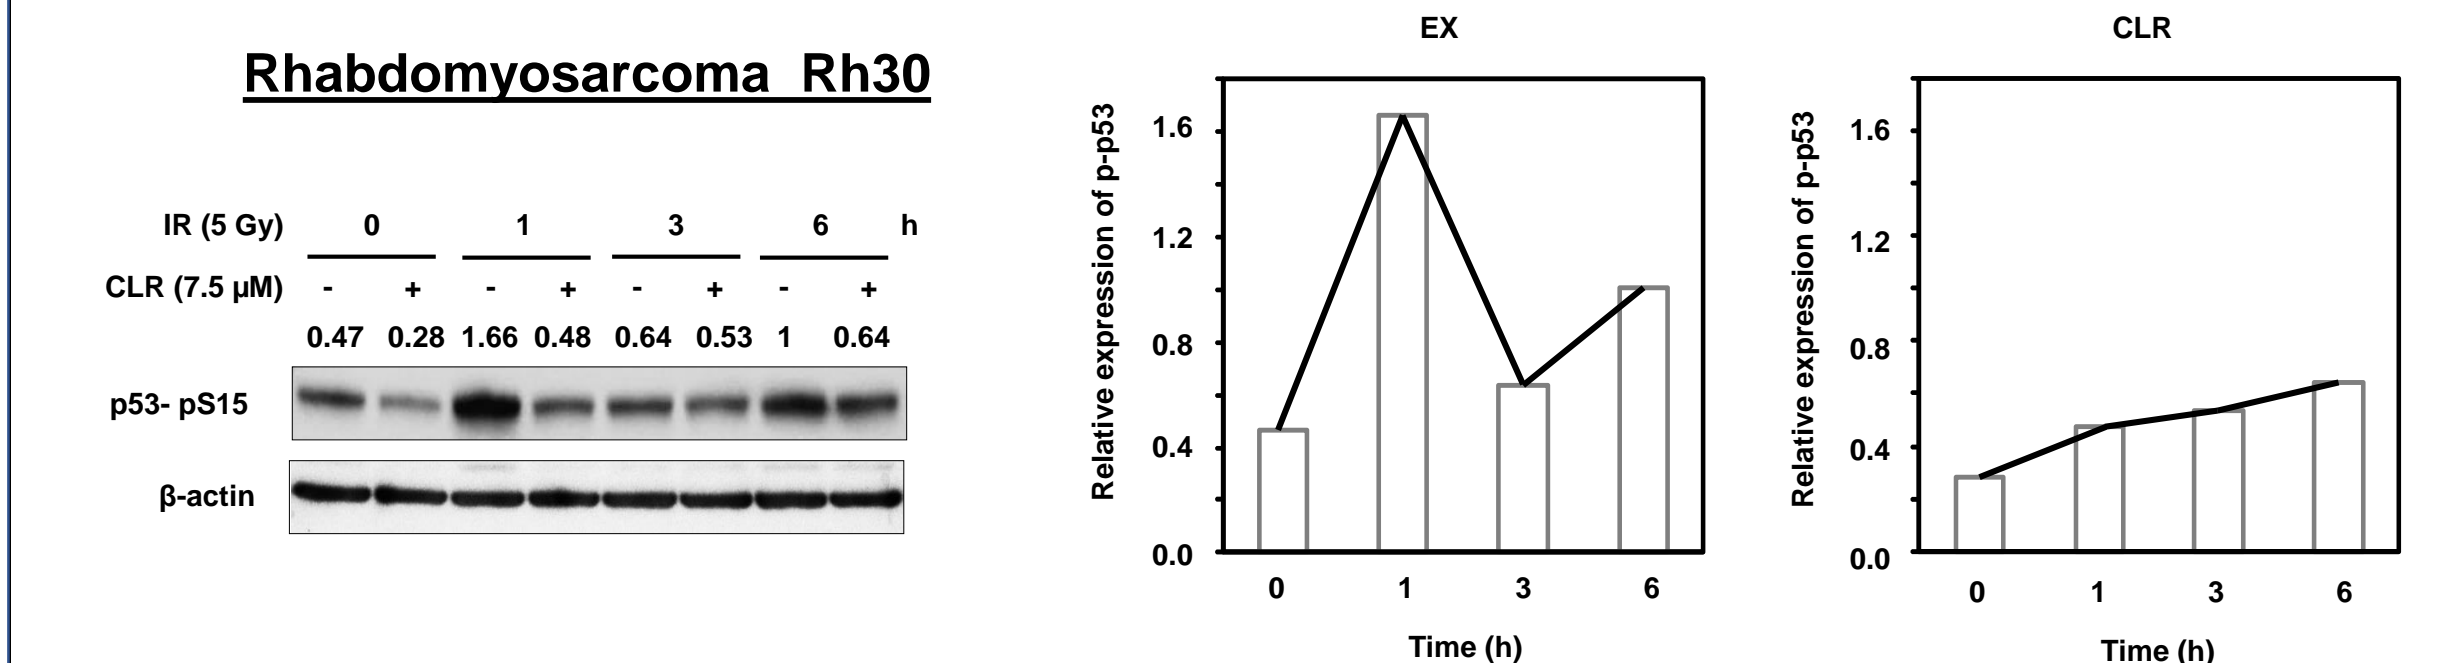 Rhabdomyosarcoma Rh30
IR (5 Gy) 0 1 3 6 h
CLR (7.5 µM) - + - + - + - +
0.47 0.28 1.66 0.48 0.64 0.53 1 0.64
p53- pS15
β-actin
EX
Relative expression of p-p53
1.6
1.2
0.8
0.4
0.0
0 1 3 6
Time (h)
CLR
Relative expression of p-p53
1.6
1.2
0.8
0.4
0.0
0 1 3 6
Time (h)